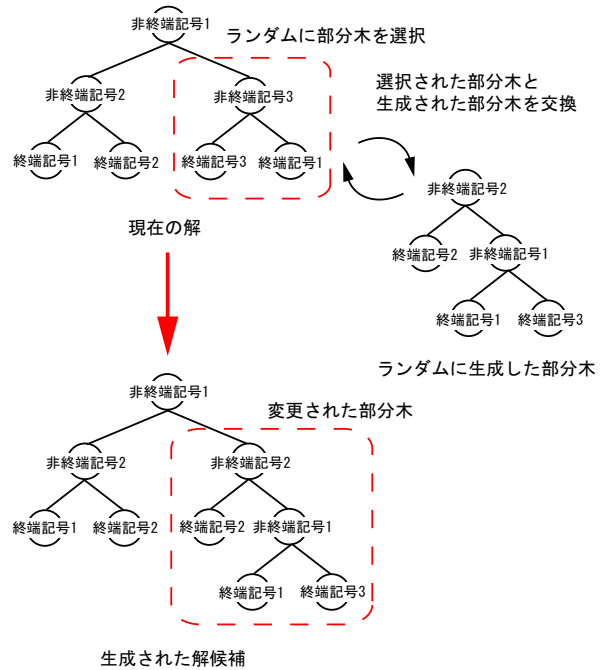 非終端記号1
ランダムに部分木を選択
非終端記号2
非終端記号3
選択された部分木と
生成された部分木を交換
終端記号1
終端記号2
終端記号3
終端記号1
非終端記号2
現在の解
終端記号2
非終端記号1
終端記号1
終端記号3
ランダムに生成した部分木
非終端記号1
変更された部分木
非終端記号2
非終端記号2
終端記号1
終端記号2
終端記号2
非終端記号1
終端記号1
終端記号3
生成された解候補